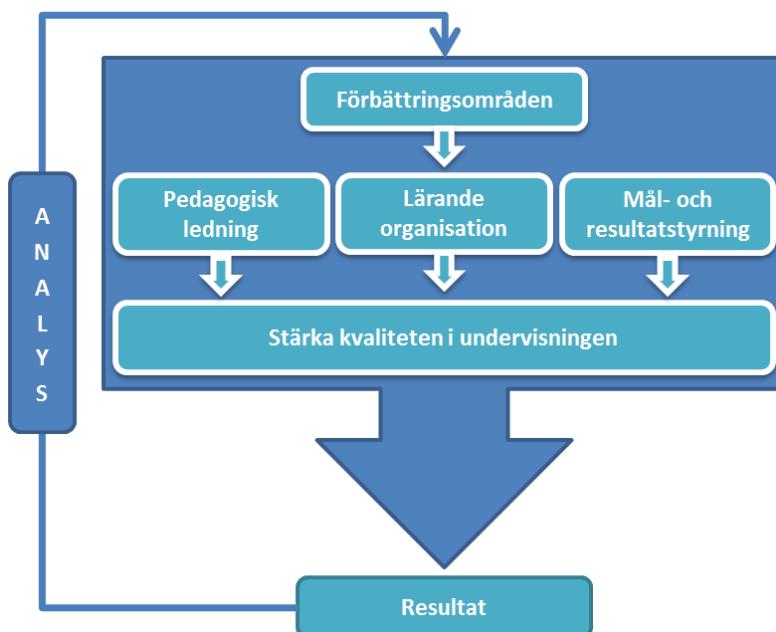 Förbättringsområden
Pedagogisk
ledning
Lärande
organisation
Mål- och
resultatstyrning
Stärka kvaliteten i undervisningen
A
N
A
L
Y
S
Resultat